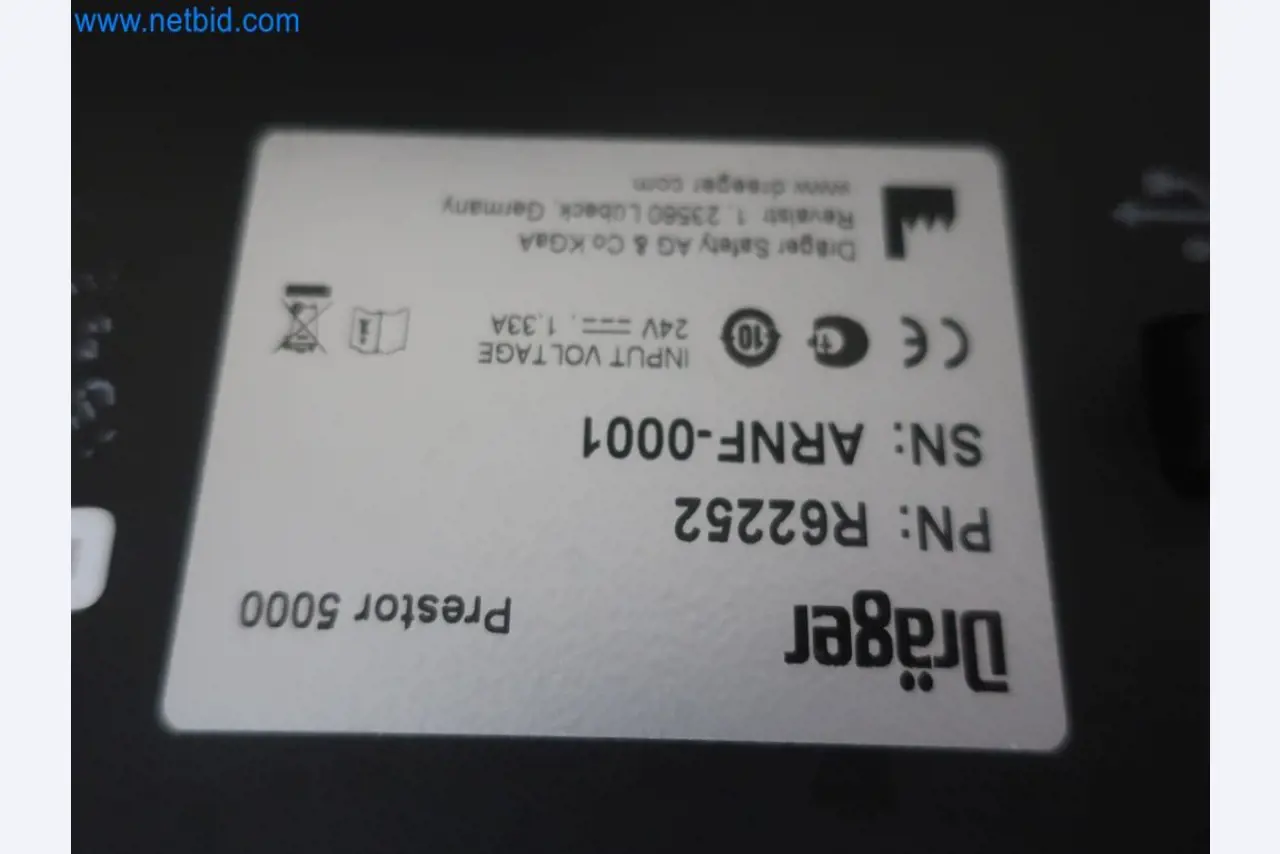 www.netbid.com
Dräger
Prestor 5000
PN: R62252
SN: ARNF-0001
INPUT VOLTAGE
24V , 1.33A
10
Dräger Safety AG & Co KGaA
Revalstr. 1, 23560 Lübeck, Germany
www.draeger.com